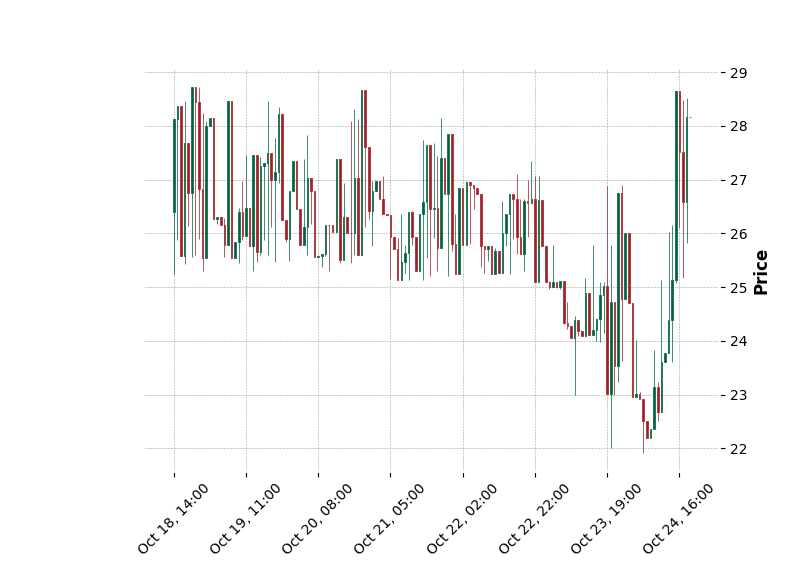 29
28
27
26
25
24
23
22
Price
Oct 18, 14:00
Oct 19, 11:00
Oct 20, 08:00
Oct 21, 05:00
Oct 22, 02:00
Oct 22, 22:00
Oct 23, 19:00
Oct 24, 16:00